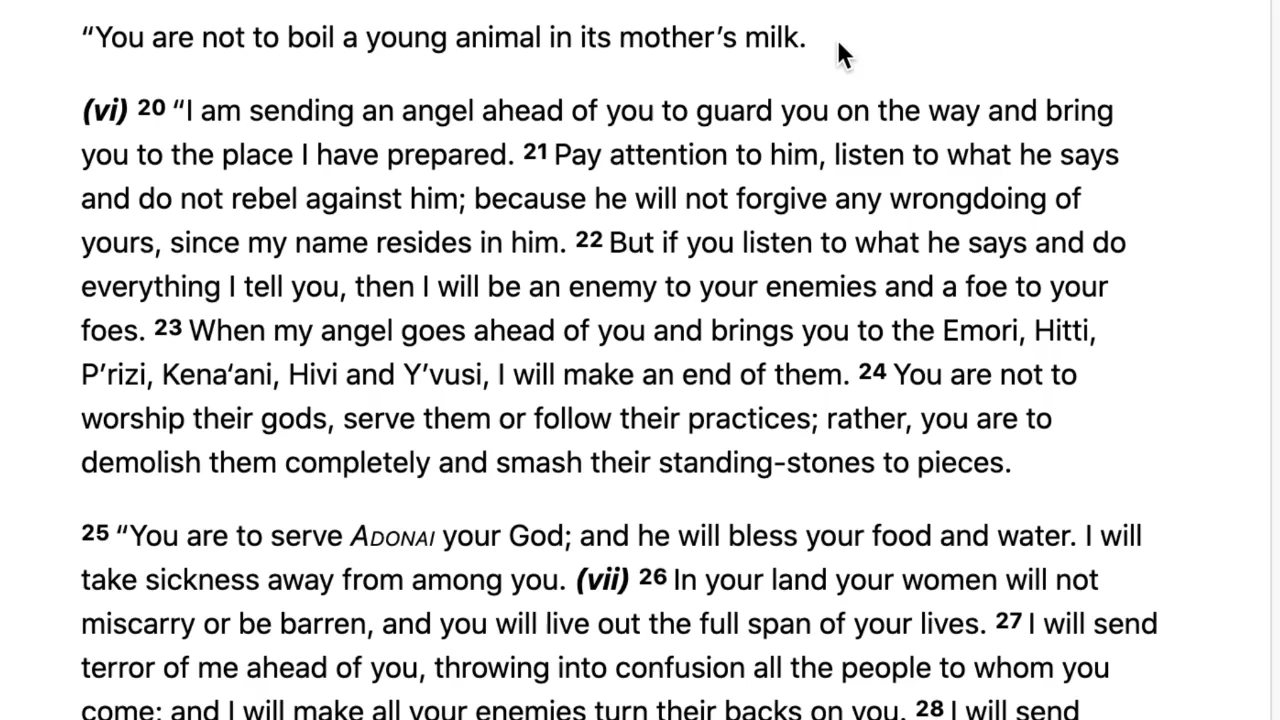 “You are not to boil a young animal in its mother’s milk.
(vi) 20 “I am sending an angel ahead of you to guard you on the way and bring
you to the place I have prepared. 21 Pay attention to him, listen to what he says
and do not rebel against him; because he will not forgive any wrongdoing of
yours, since my name resides in him. 22 But if you listen to what he says and do
everything I tell you, then I will be an enemy to your enemies and a foe to your
foes. 23 When my angel goes ahead of you and brings you to the Emori, Hitti,
P’rizi, Kena‘ani, Hivi and Y’vusi, I will make an end of them. 24 You are not to
worship their gods, serve them or follow their practices; rather, you are to
demolish them completely and smash their standing-stones to pieces.
25 “You are to serve ADONAI your God; and he will bless your food and water. I will
take sickness away from among you. (vii) 26 In your land your women will not
miscarry or be barren, and you will live out the full span of your lives. 27 I will send
terror of me ahead of you, throwing into confusion all the people to whom you
come; and I will make all your enemies turn their backs on you. 28 I will send